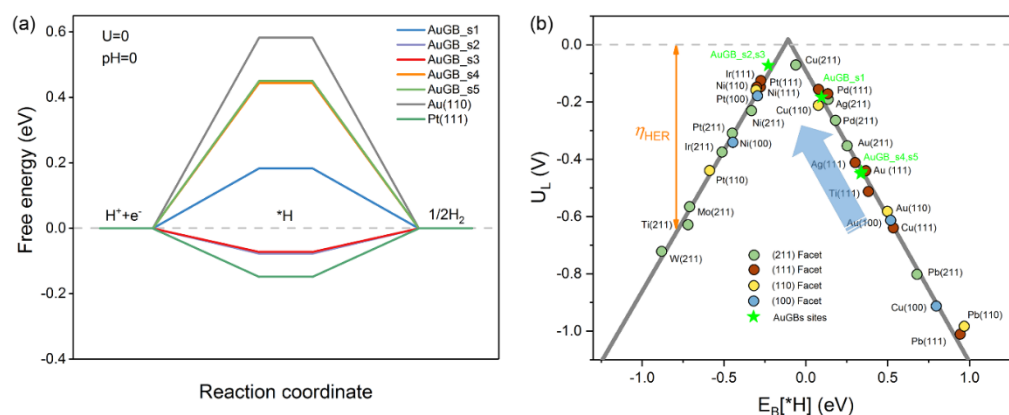 (a)
U=0
pH=0
AuGB_s1
AuGB_s2
AuGB_s3
AuGB_s4
AuGB_s5
Au(110)
Pt(111)
0.6
0.4
0.2
0.0
-0.2
-0.4
Free energy (eV)
H⁺+e⁻
*H
1/2H₂
Reaction coordinate
(b)
0.0
-0.2
-0.4
-0.6
-0.8
-1.0
U_L (V)
η_HER
AuGB_s2,s3
Cu(211)
Ir(111)
Ni(110)
Pt(100)
Pt(111)
Ni(111)
AuGB_s1
Pd(111)
Ag(211)
Cu(110)
Pd(211)
Ni(211)
Pt(211)
Ni(100)
Ir(211)
Au(211)
AuGB_s4,s5
Ag(111)
Au (111)
Pt(110)
Ti(111)
Mo(211)
Au(110)
Ti(211)
Au(100)
Cu(111)
W(211)
Pb(211)
Cu(100)
Pb(110)
Pb(111)
(211) Facet
(111) Facet
(110) Facet
(100) Facet
AuGBs sites
-1.0
-0.5
0.0
0.5
1.0
E_B[*H] (eV)